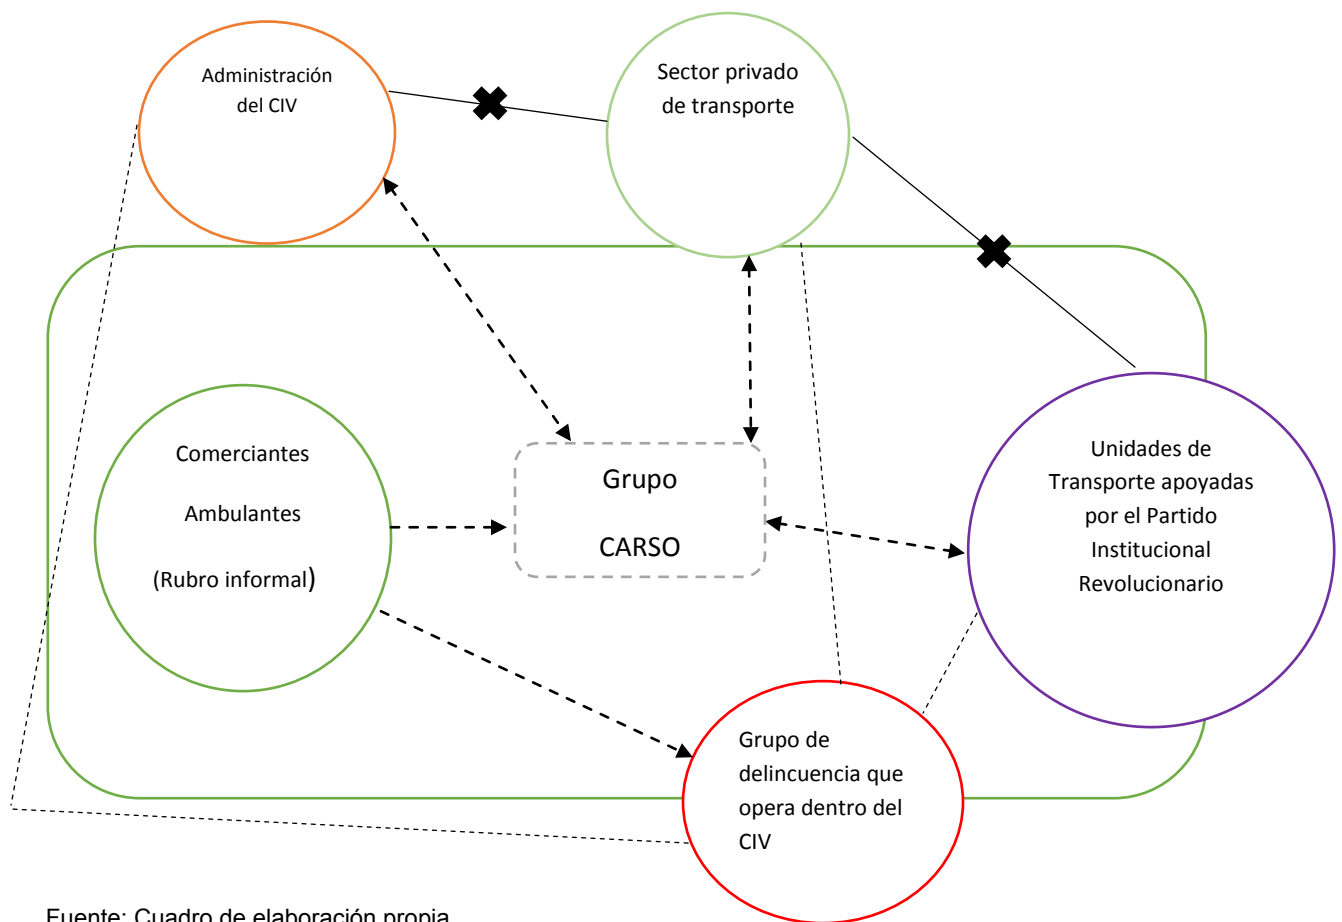 Administración
del CIV
Sector privado
de transporte
Comerciantes
Ambulantes
(Rubro informal)
Grupo
CARSO
Unidades de
Transporte apoyadas
por el Partido
Institucional
Revolucionario
Grupo de
delincuencia que
opera dentro del
CIV
Fuente: Cuadro de elaboración propia